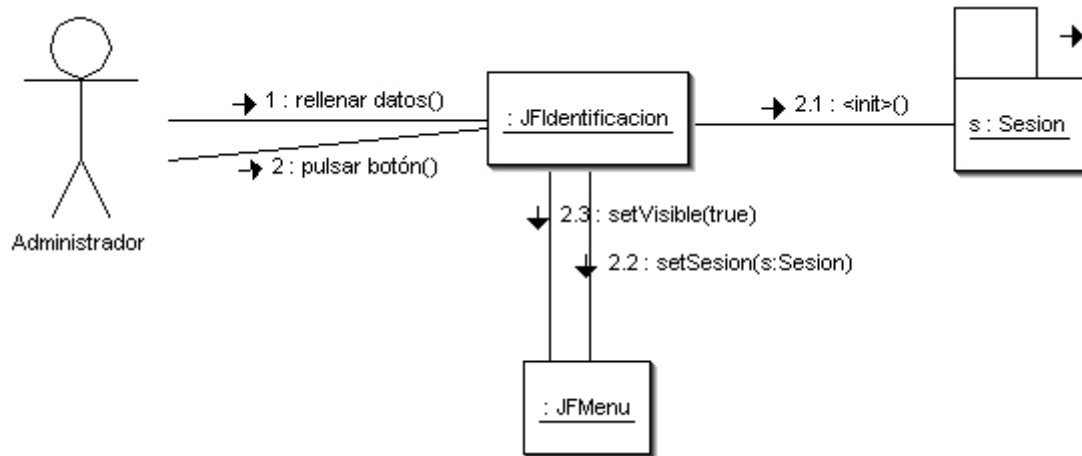 1 : rellenar datos()
: JFIdentificacion
2.1 : <init>()
s : Sesion
2 : pulsar botón()
Administrador
2.3 : setVisible(true)
2.2 : setSesion(s:Sesion)
: JFMenu